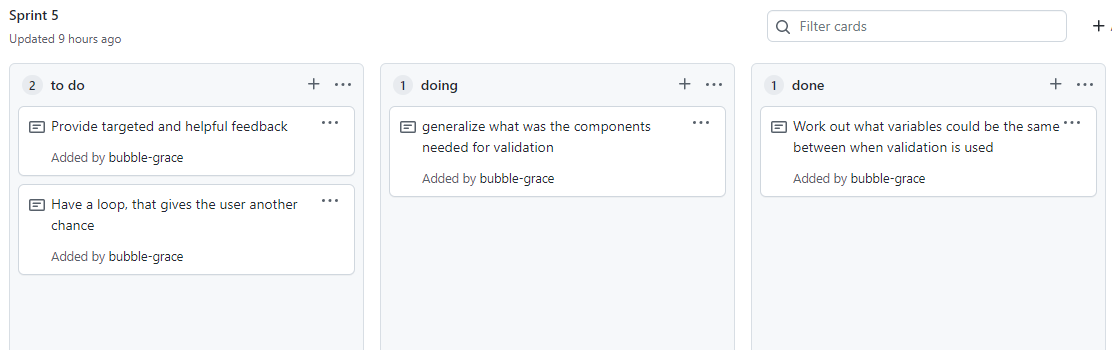 Sprint 5
Updated 9 hours ago
Filter cards
2 to do
Provide targeted and helpful feedback
Added by bubble-grace
Have a loop, that gives the user another
chance
Added by bubble-grace
1 doing
generalize what was the components
needed for validation
Added by bubble-grace
1 done
Work out what variables could be the same
between when validation is used
Added by bubble-grace